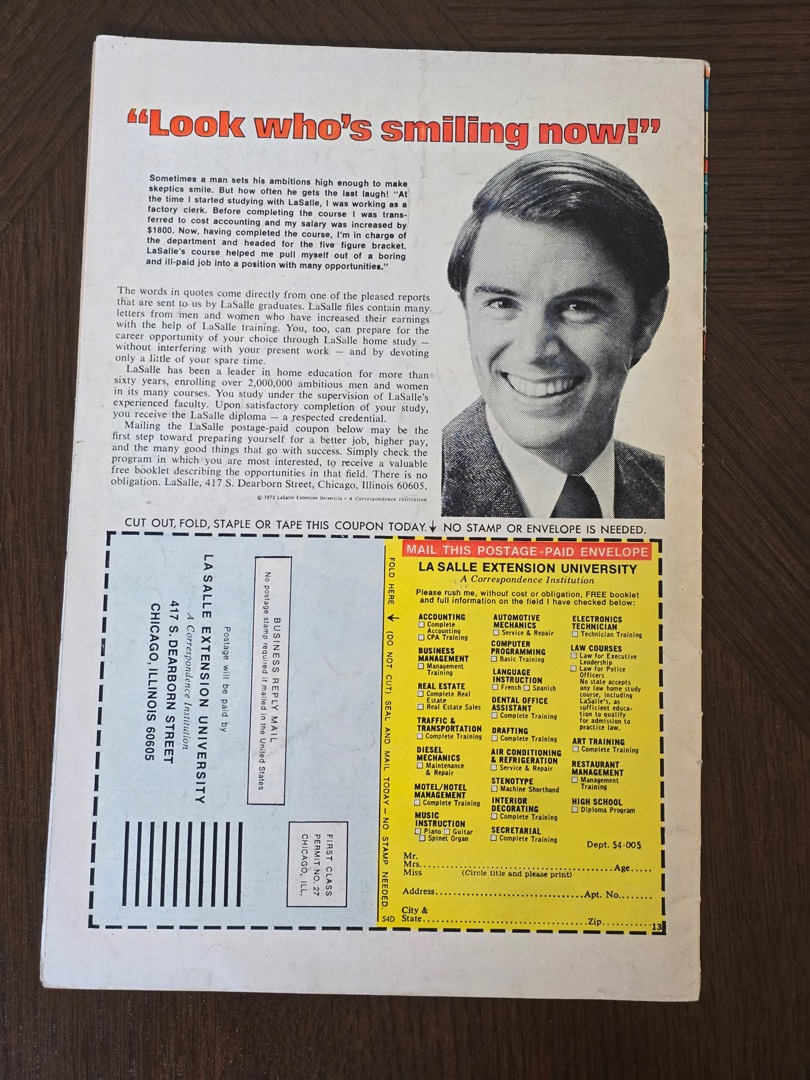 “Look who’s smiling now!”
Sometimes a man sets his ambitions high enough to make
skeptics smile. But how often he gets the last laugh! "At
the time I started studying with LaSalle, I was working as a
factory clerk. Before completing the course I was trans-
ferred to cost accounting and my salary was increased by
$1800. Now, having completed the course, I'm in charge of
the department and headed for the five figure bracket.
LaSalle's course helped me pull myself out of a boring
and ill-paid job into a position with many opportunities."
The words in quotes come directly from one of the pleased reports
that are sent to us by LaSalle graduates. LaSalle files contain many
letters from men and women who have increased their earnings
with the help of LaSalle training. You, too, can prepare for the
career opportunity of your choice through LaSalle home study —
without interfering with your present work — and by devoting
only a little of your spare time.
LaSalle has been a leader in home education for more than
sixty years, enrolling over 2,000,000 ambitious men and women
in its many courses. You study under the supervision of LaSalle's
experienced faculty. Upon satisfactory completion of your study,
you receive the LaSalle diploma — a respected credential.
Mailing the LaSalle postage-paid coupon below may be the
first step toward preparing yourself for a better job, higher pay,
and the many good things that go with success. Simply check the
program in which you are most interested, to receive a valuable
free booklet describing the opportunities in that field. There is no
obligation. LaSalle, 417 S. Dearborn Street, Chicago, Illinois 60605.
© 1973 LaSalle Extension University • A Correspondence Institution
CUT OUT, FOLD, STAPLE OR TAPE THIS COUPON TODAY. NO STAMP OR ENVELOPE IS NEEDED.
BUSINESS REPLY MAIL
No postage stamp required if mailed in the United States
Postage will be paid by
LA SALLE EXTENSION UNIVERSITY
A Correspondence Institution
417 S. DEARBORN STREET
CHICAGO, ILLINOIS 60605
FIRST CLASS
PERMIT NO. 27
CHICAGO, ILL.
FOLD HERE (DO NOT CUT) SEAL AND MAIL TODAY — NO STAMP NEEDED.
54D
MAIL THIS POSTAGE-PAID ENVELOPE
LA SALLE EXTENSION UNIVERSITY
A Correspondence Institution
Please rush me, without cost or obligation, FREE booklet
and full information on the field I have checked below:
ACCOUNTING
Complete
Accounting
CPA Training
BUSINESS
MANAGEMENT
Management
Training
REAL ESTATE
Complete Real
Estate
Real Estate Sales
TRAFFIC &
TRANSPORTATION
Complete Training
DIESEL
MECHANICS
Maintenance
& Repair
MOTEL/HOTEL
MANAGEMENT
Complete Training
MUSIC
INSTRUCTION
Piano Guitar
Spinet Organ
AUTOMOTIVE
MECHANICS
Service & Repair
COMPUTER
PROGRAMMING
Basic Training
LANGUAGE
INSTRUCTION
French Spanish
DENTAL OFFICE
ASSISTANT
Complete Training
DRAFTING
Complete Training
AIR CONDITIONING
& REFRIGERATION
Service & Repair
STENOTYPE
Machine Shorthand
INTERIOR
DECORATING
Complete Training
SECRETARIAL
Complete Training
ELECTRONICS
TECHNICIAN
Technician Training
LAW COURSES
Law for Executive
Leadership
Law for Police
Officers
No state accepts
any law home study
course, including
LaSalle's, as
sufficient educa-
tion to qualify
for admission to
practice law.
ART TRAINING
Complete Training
RESTAURANT
MANAGEMENT
Management
Training
HIGH SCHOOL
Diploma Program
Dept. 54-005
Mr.
Mrs. Age
Miss (Circle title and please print)
Address Apt. No.
City &
State Zip
13